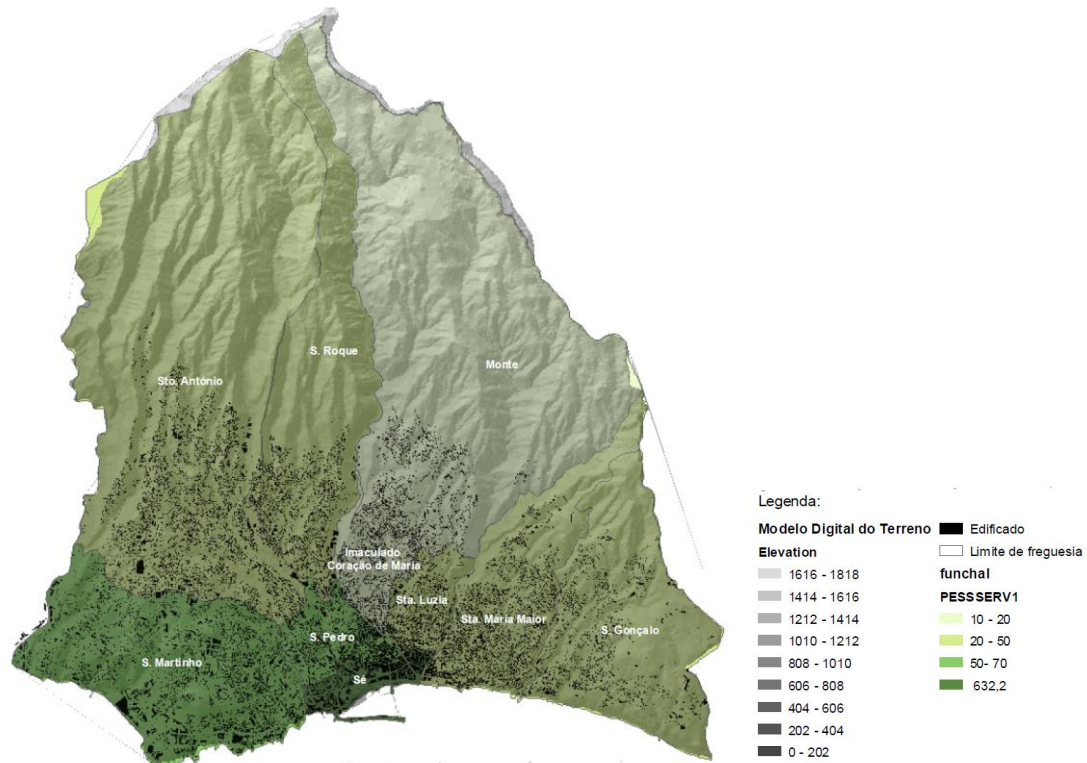 S. Roque
Monte
Sto. António
Imaculado
Coração de Maria
Sta. Luzia
Sta. Maria Maior
S. Gonçalo
S. Pedro
S. Martinho
Sé
Legenda:
Modelo Digital do Terreno
Elevation
1616 - 1818
1414 - 1616
1212 - 1414
1010 - 1212
808 - 1010
606 - 808
404 - 606
202 - 404
0 - 202
Edificado
Limite de freguesia
funchal
PESSSERV1
10 - 20
20 - 50
50- 70
632,2